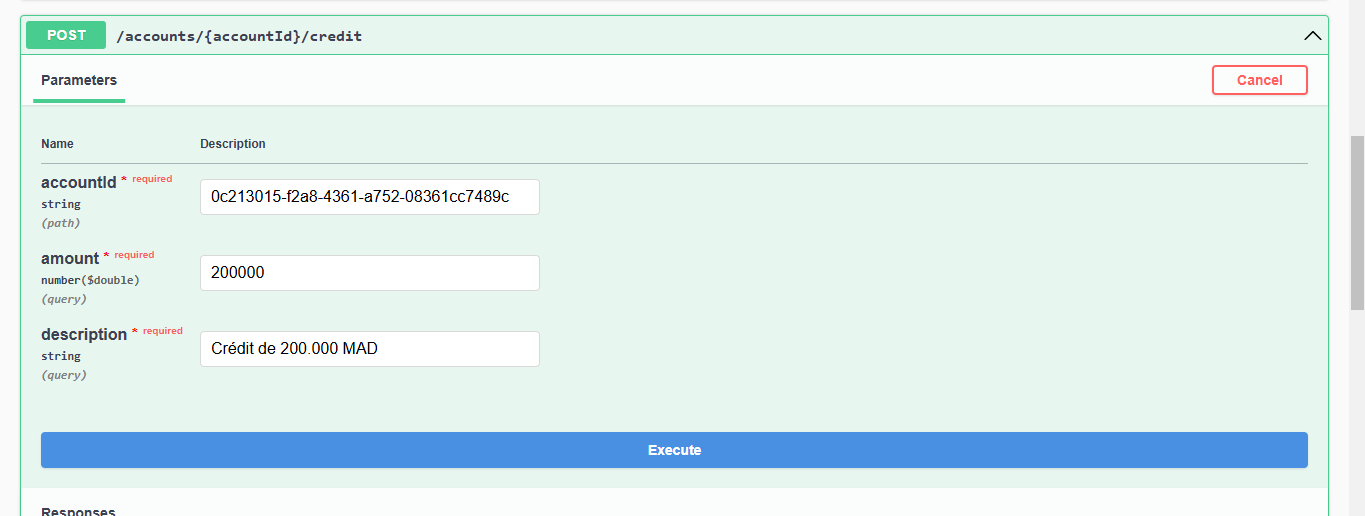 POST /accounts/{accountId}/credit
Parameters
Cancel
Name Description
accountId * required
string
(path)
0c213015-f2a8-4361-a752-08361cc7489c
amount * required
number($double)
(query)
200000
description * required
string
(query)
Crédit de 200.000 MAD
Execute
Responses